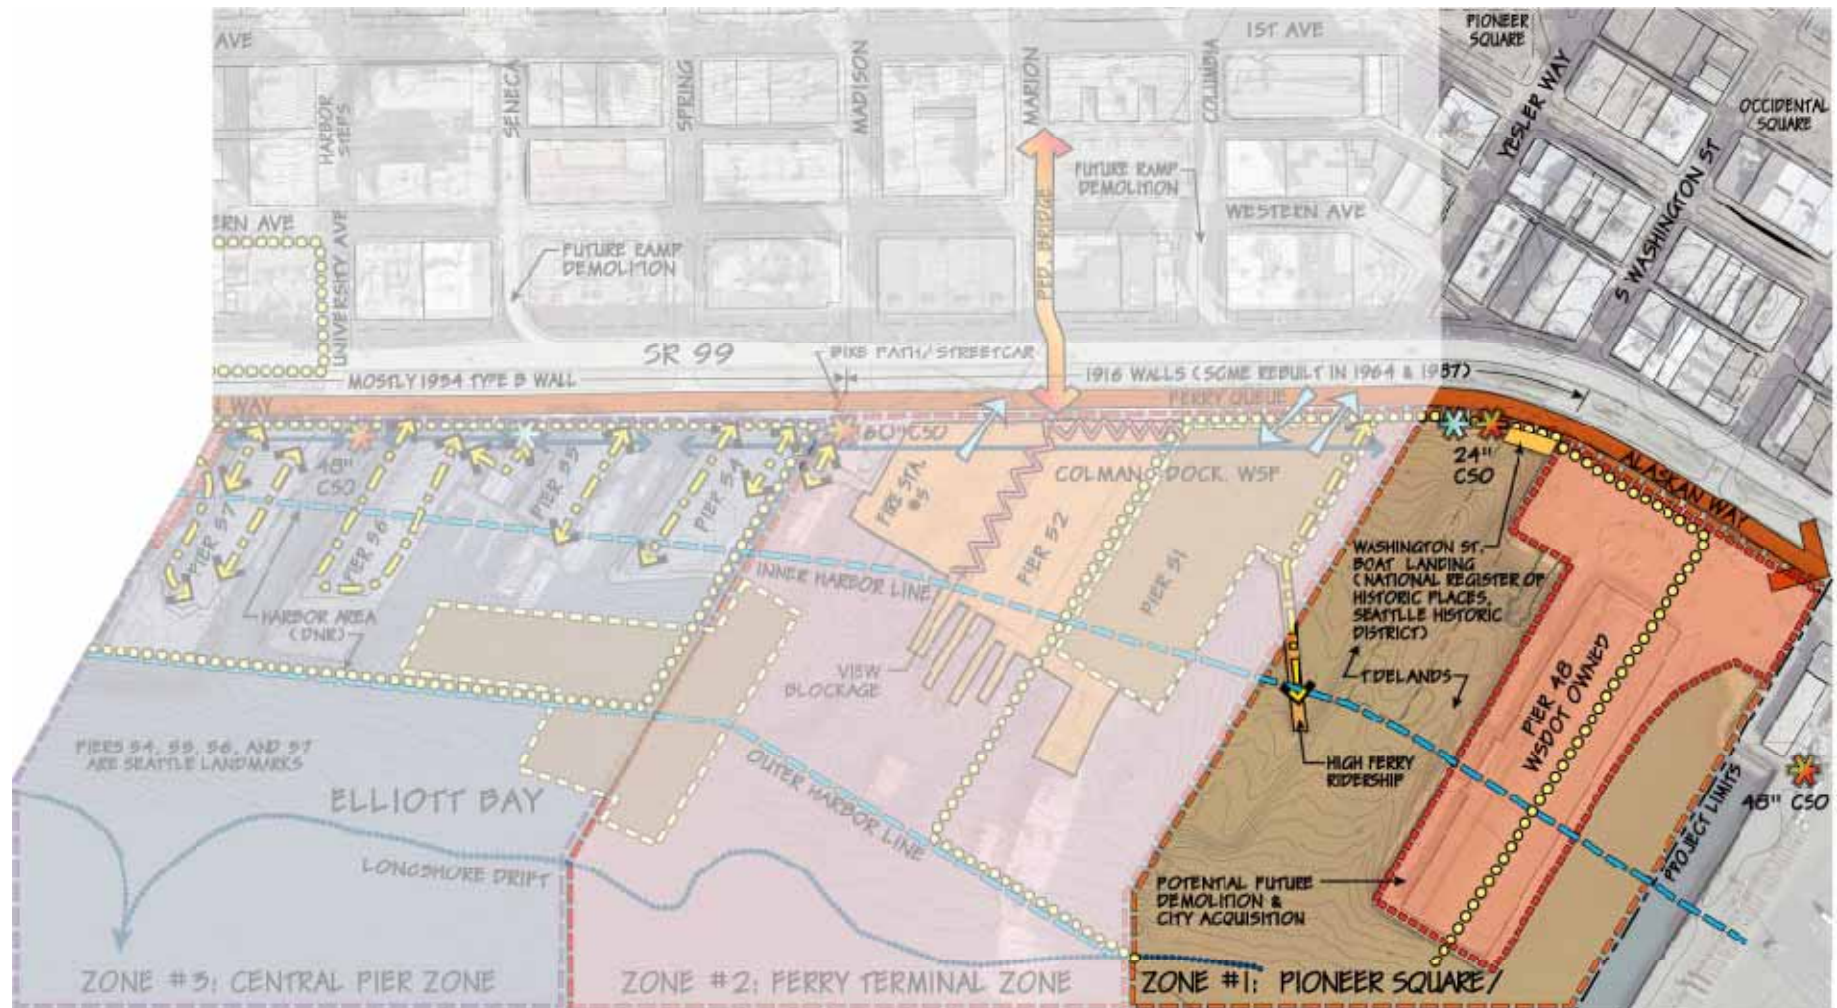 AVE
1ST AVE
PIONEER
SQUARE
HARBOR
STEPS
SENECA
SPRING
MADISON
MARION
COLUMBIA
YESLER WAY
OCCIDENTAL
SQUARE
S WASHINGTON ST
FUTURE RAMP
DEMOLITION
WESTERN AVE
ERN AVE
UNIVERSITY AVE
FUTURE RAMP
DEMOLITION
PED. BRIDGE
SR 99
BIKE PATH/STREETCAR
MOSTLY 1934 TYPE B WALL
1916 WALLS (SOME REBUILT IN 1964 & 1987)
WAY
FERRY QUEUE
60" CSO
48"
CSO
24"
CSO
ALASKAN WAY
COLMAN DOCK, WSF
FIRE STA.
#5
PIER 57
PIER 56
PIER 55
PIER 54
PIER 52
PIER 51
WASHINGTON ST.
BOAT LANDING
(NATIONAL REGISTER OF
HISTORIC PLACES,
SEATTLLE HISTORIC
DISTRICT)
INNER HARBOR LINE
HARBOR AREA
(DNR)
VIEW
BLOCKAGE
TIDELANDS
PIER 48
WSDOT OWNED
HIGH FERRY
RIDERSHIP
PIERS 54, 55, 56, AND 57
ARE SEATTLE LANDMARKS
ELLIOTT BAY
OUTER HARBOR LINE
LONGSHORE DRIFT
48" CSO
PROJECT LIMITS
POTENTIAL FUTURE
DEMOLITION &
CITY ACQUISITION
ZONE #3: CENTRAL PIER ZONE
ZONE #2: FERRY TERMINAL ZONE
ZONE #1: PIONEER SQUARE/